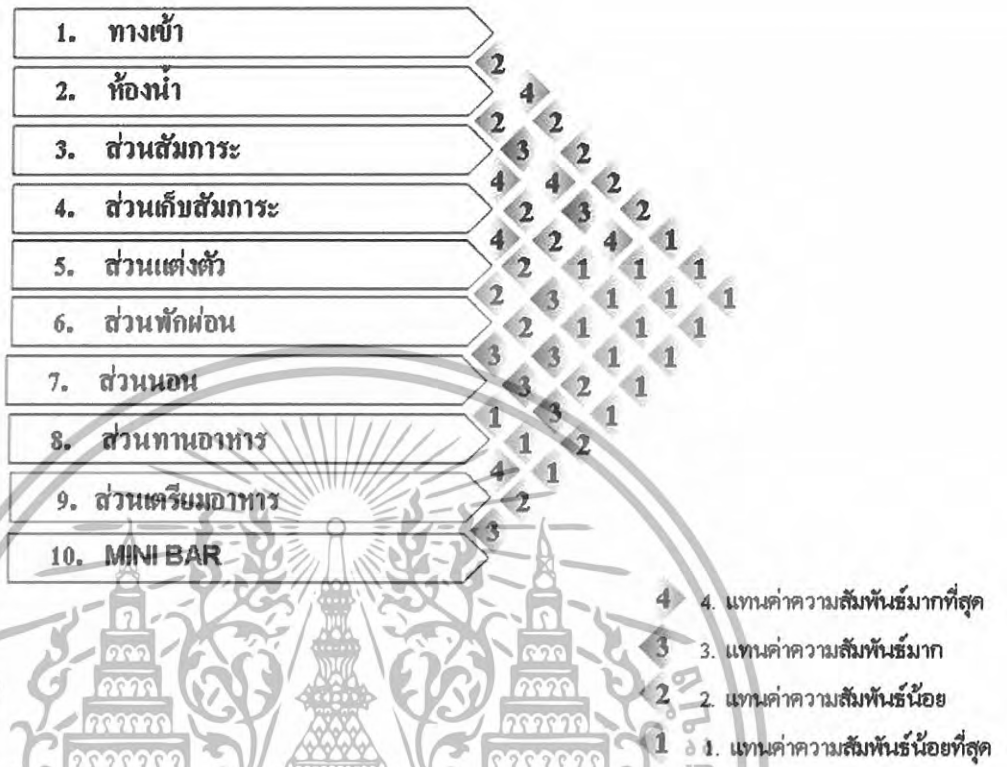 1. ทางเข้า
2
2. ห้องน้ำ 4
2 2
3. ส่วนสัมภาระ 3 2
4 4 2
4. ส่วนเก็บสัมภาระ 2 3 2
4 2 4 1
5. ส่วนแต่งตัว 2 1 1 1
2 3 1 1 1
6. ส่วนพักผ่อน 2 1 1 1
3 3 1 1
7. ส่วนนอน 3 2 1
1 3 1
8. ส่วนทานอาหาร 1 2
4 1
9. ส่วนเตรียมอาหาร 2
3
10. MINI BAR
4 4. แทนค่าความสัมพันธ์มากที่สุด
3 3. แทนค่าความสัมพันธ์มาก
2 2. แทนค่าความสัมพันธ์น้อย
1 1. แทนค่าความสัมพันธ์น้อยที่สุด